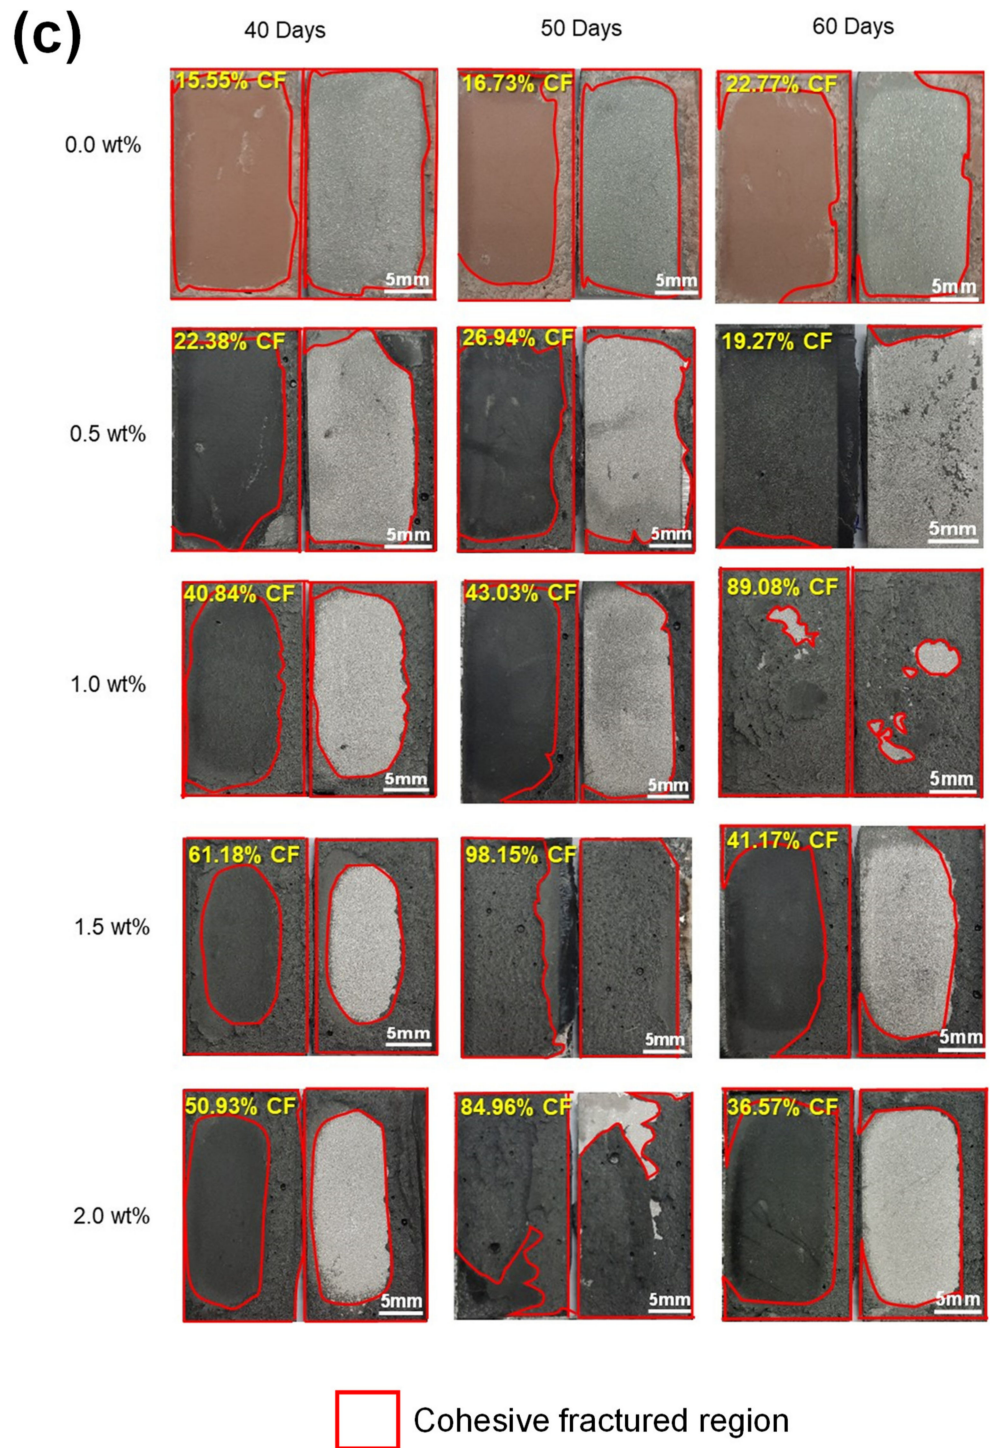 (c)
40 Days
50 Days
60 Days
0.0 wt%
15.55% CF
5mm
16.73% CF
5mm
22.77% CF
5mm
0.5 wt%
22.38% CF
5mm
26.94% CF
5mm
19.27% CF
5mm
1.0 wt%
40.84% CF
5mm
43.03% CF
5mm
89.08% CF
5mm
1.5 wt%
61.18% CF
5mm
98.15% CF
5mm
41.17% CF
5mm
2.0 wt%
50.93% CF
5mm
84.96% CF
5mm
36.57% CF
5mm
Cohesive fractured region